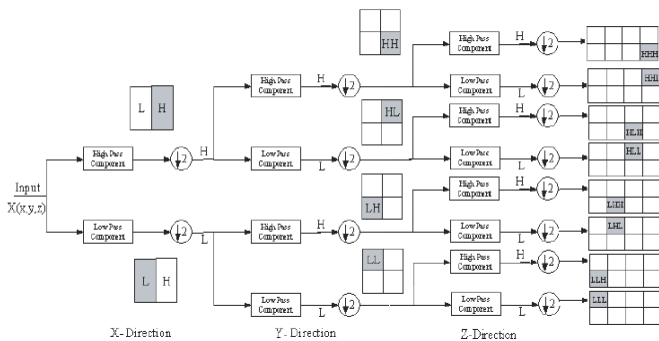 HH
High Pass
Component
H
↓2
HHH
High Pass
Component
H
↓2
Low Pass
Component
L
↓2
HHL
L H
HL
High Pass
Component
H
↓2
HLH
High Pass
Component
↓2
H
Low Pass
Component
L
↓2
Low Pass
Component
L
↓2
HLL
Input
X(x,y,z)
LH
High Pass
Component
H
↓2
LHH
Low Pass
Component
↓2
L
High Pass
Component
H
↓2
Low Pass
Component
L
↓2
LHL
L H
LL
High Pass
Component
H
↓2
LLH
Low Pass
Component
L
↓2
Low Pass
Component
L
↓2
LLL
X-Direction
Y-Direction
Z-Direction